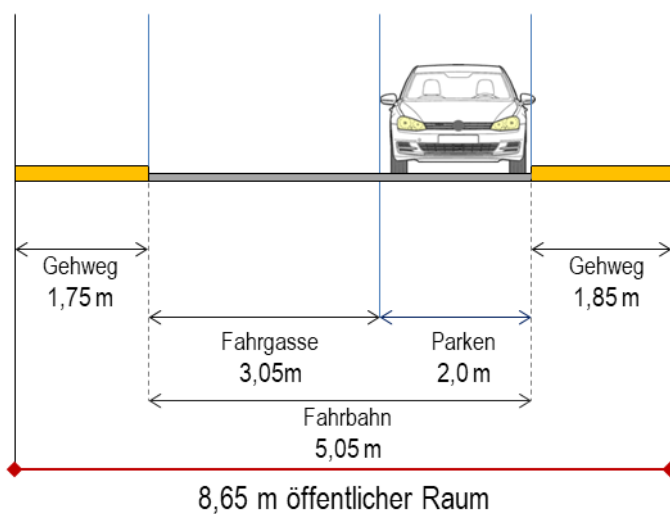 Gehweg
1,75 m
Gehweg
1,85 m
Fahrgasse
3,05m
Parken
2,0 m
Fahrbahn
5,05 m
8,65 m öffentlicher Raum